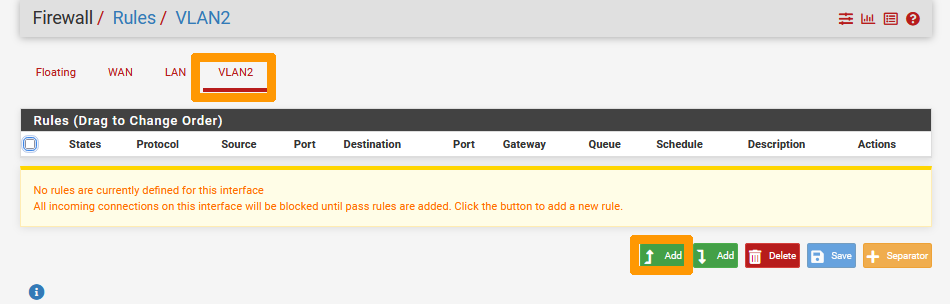 Firewall / Rules / VLAN2
Floating WAN LAN VLAN2
Rules (Drag to Change Order)
States Protocol Source Port Destination Port Gateway Queue Schedule Description Actions
No rules are currently defined for this interface
All incoming connections on this interface will be blocked until pass rules are added. Click the button to add a new rule.
Add Add Delete Save Separator